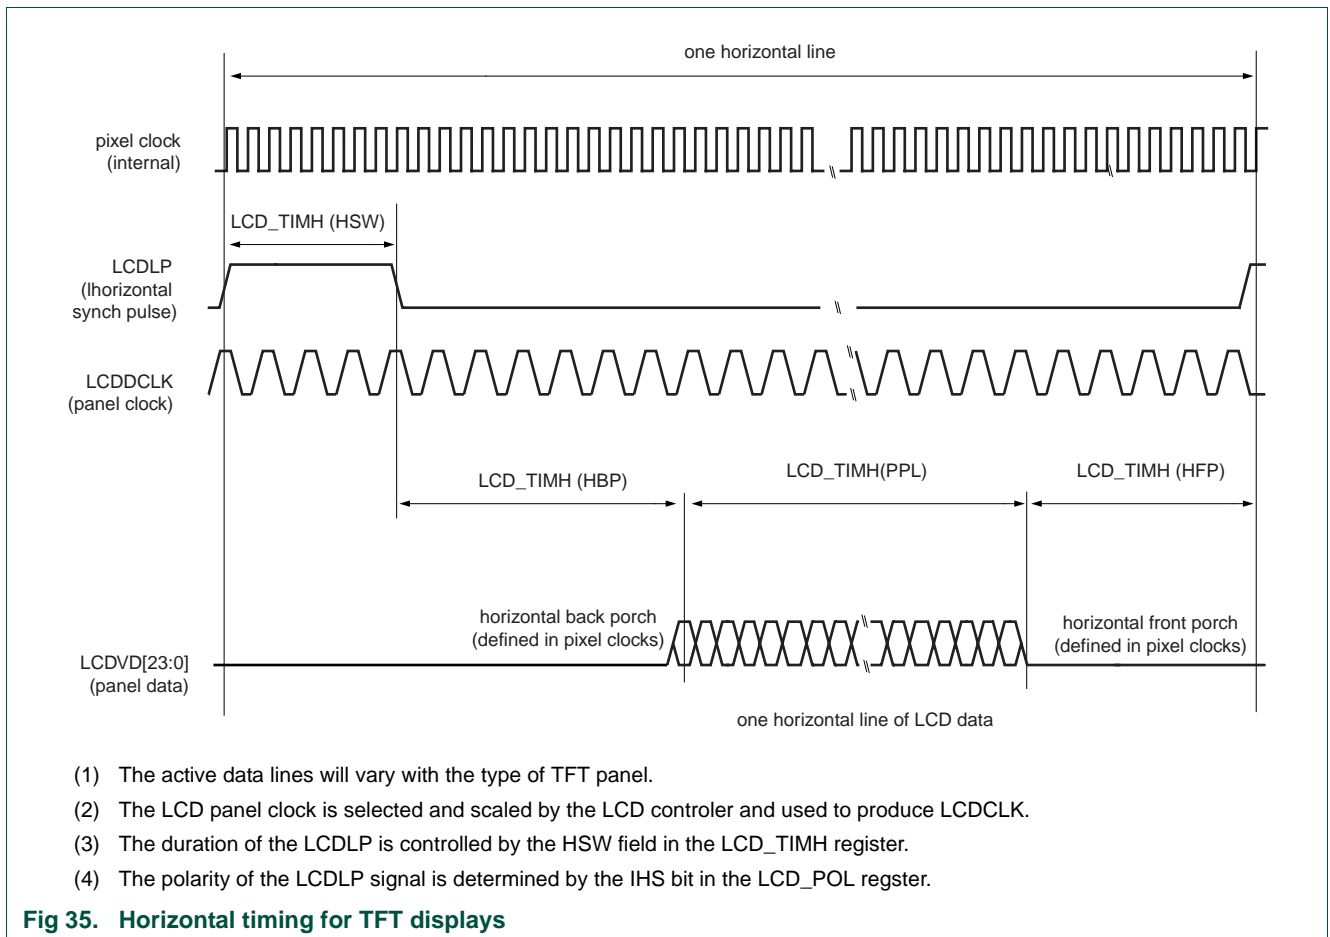 one horizontal line
pixel clock
(internal)
LCD_TIMH (HSW)
LCDLP
(lhorizontal
synch pulse)
LCDDCLK
(panel clock)
LCD_TIMH (HBP)
LCD_TIMH(PPL)
LCD_TIMH (HFP)
horizontal back porch
(defined in pixel clocks)
horizontal front porch
(defined in pixel clocks)
LCDVD[23:0]
(panel data)
one horizontal line of LCD data
(1) The active data lines will vary with the type of TFT panel.
(2) The LCD panel clock is selected and scaled by the LCD controler and used to produce LCDCLK.
(3) The duration of the LCDLP is controlled by the HSW field in the LCD_TIMH register.
(4) The polarity of the LCDLP signal is determined by the IHS bit in the LCD_POL regster.
Fig 35. Horizontal timing for TFT displays